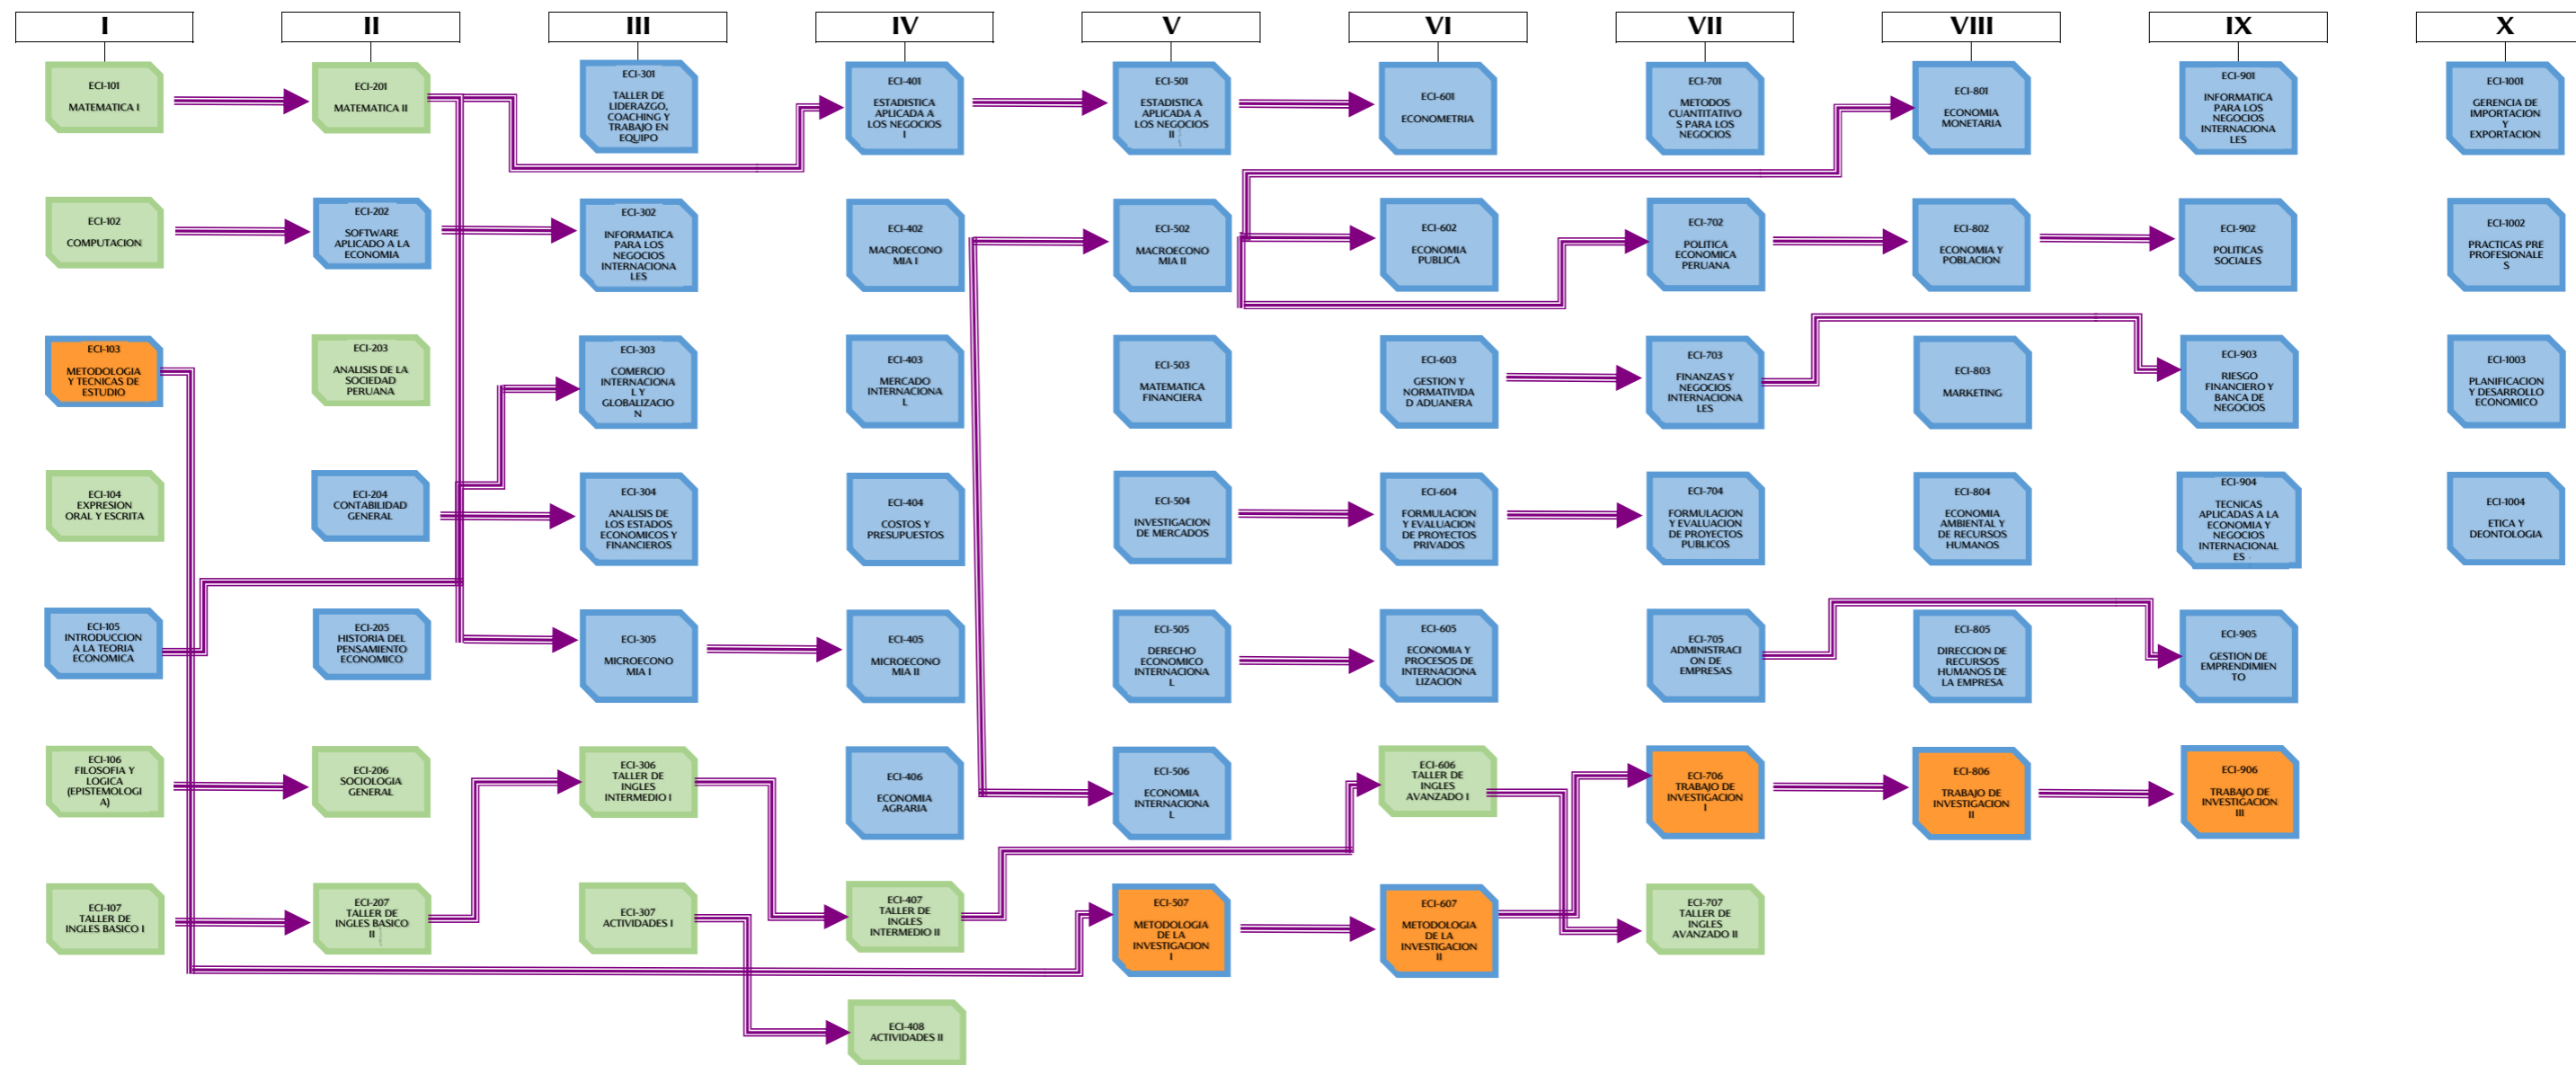 I
II
III
IV
V
VI
VII
VIII
IX
X
ECI-101
MATEMATICA I
ECI-201
MATEMATICA II
ECI-301
TALLER DE
LIDERAZGO,
COACHING Y
TRABAJO EN
EQUIPO
ECI-401
ESTADISTICA
APLICADA A
LOS NEGOCIOS
I
ECI-501
ESTADISTICA
APLICADA A
LOS NEGOCIOS
II
ECI-601
ECONOMETRIA
ECI-701
METODOS
CUANTITATIVO
S PARA LOS
NEGOCIOS
ECI-801
ECONOMIA
MONETARIA
ECI-901
INFORMATICA
PARA LOS
NEGOCIOS
INTERNACIONA
LES
ECI-1001
GERENCIA DE
IMPORTACION
Y
EXPORTACION
ECI-102
COMPUTACION
ECI-202
SOFTWARE
APLICADO A LA
ECONOMIA
ECI-302
INFORMATICA
PARA LOS
NEGOCIOS
INTERNACIONA
LES
ECI-402
MACROECONO
MIA I
ECI-502
MACROECONO
MIA II
ECI-602
ECONOMIA
PUBLICA
ECI-702
POLITICA
ECONOMICA
PERUANA
ECI-802
ECONOMIA Y
POBLACION
ECI-902
POLITICAS
SOCIALES
ECI-1002
PRACTICAS PRE
PROFESIONALE
S
ECI-103
METODOLOGIA
Y TECNICAS DE
ESTUDIO
ECI-203
ANALISIS DE LA
SOCIEDAD
PERUANA
ECI-303
COMERCIO
INTERNACIONA
L Y
GLOBALIZACIO
N
ECI-403
MERCADO
INTERNACIONA
L
ECI-503
MATEMATICA
FINANCIERA
ECI-603
GESTION Y
NORMATIVIDA
D ADUANERA
ECI-703
FINANZAS Y
NEGOCIOS
INTERNACIONA
LES
ECI-803
MARKETING
ECI-903
RIESGO
FINANCIERO Y
BANCA DE
NEGOCIOS
ECI-1003
PLANIFICACION
Y DESARROLLO
ECONOMICO
ECI-104
EXPRESION
ORAL Y ESCRITA
ECI-204
CONTABILIDAD
GENERAL
ECI-304
ANALISIS DE
LOS ESTADOS
ECONOMICOS Y
FINANCIEROS
ECI-404
COSTOS Y
PRESUPUESTOS
ECI-504
INVESTIGACION
DE MERCADOS
ECI-604
FORMULACION
Y EVALUACION
DE PROYECTOS
PRIVADOS
ECI-704
FORMULACION
Y EVALUACION
DE PROYECTOS
PUBLICOS
ECI-804
ECONOMIA
AMBIENTAL Y
DE RECURSOS
HUMANOS
ECI-904
TECNICAS
APLICADAS A LA
ECONOMIA Y
NEGOCIOS
INTERNACIONAL
ES
ECI-1004
ETICA Y
DEONTOLOGIA
ECI-105
INTRODUCCION
A LA TEORIA
ECONOMICA
ECI-205
HISTORIA DEL
PENSAMIENTO
ECONOMICO
ECI-305
MICROECONO
MIA I
ECI-405
MICROECONO
MIA II
ECI-505
DERECHO
ECONOMICO
INTERNACIONA
L
ECI-605
ECONOMIA Y
PROCESOS DE
INTERNACIONA
LIZACION
ECI-705
ADMINISTRACI
ON DE
EMPRESAS
ECI-805
DIRECCION DE
RECURSOS
HUMANOS DE
LA EMPRESA
ECI-905
GESTION DE
EMPRENDIMIEN
TO
ECI-106
FILOSOFIA Y
LOGICA
(EPISTEMOLOGI
A)
ECI-206
SOCIOLOGIA
GENERAL
ECI-306
TALLER DE
INGLES
INTERMEDIO I
ECI-406
ECONOMIA
AGRARIA
ECI-506
ECONOMIA
INTERNACIONA
L
ECI-606
TALLER DE
INGLES
AVANZADO I
ECI-706
TRABAJO DE
INVESTIGACION
I
ECI-806
TRABAJO DE
INVESTIGACION
II
ECI-906
TRABAJO DE
INVESTIGACION
III
ECI-107
TALLER DE
INGLES BASICO I
ECI-207
TALLER DE
INGLES BASICO
II
ECI-307
ACTIVIDADES I
ECI-407
TALLER DE
INGLES
INTERMEDIO II
ECI-507
METODOLOGIA
DE LA
INVESTIGACION
I
ECI-607
METODOLOGIA
DE LA
INVESTIGACION
II
ECI-707
TALLER DE
INGLES
AVANZADO II
ECI-408
ACTIVIDADES II